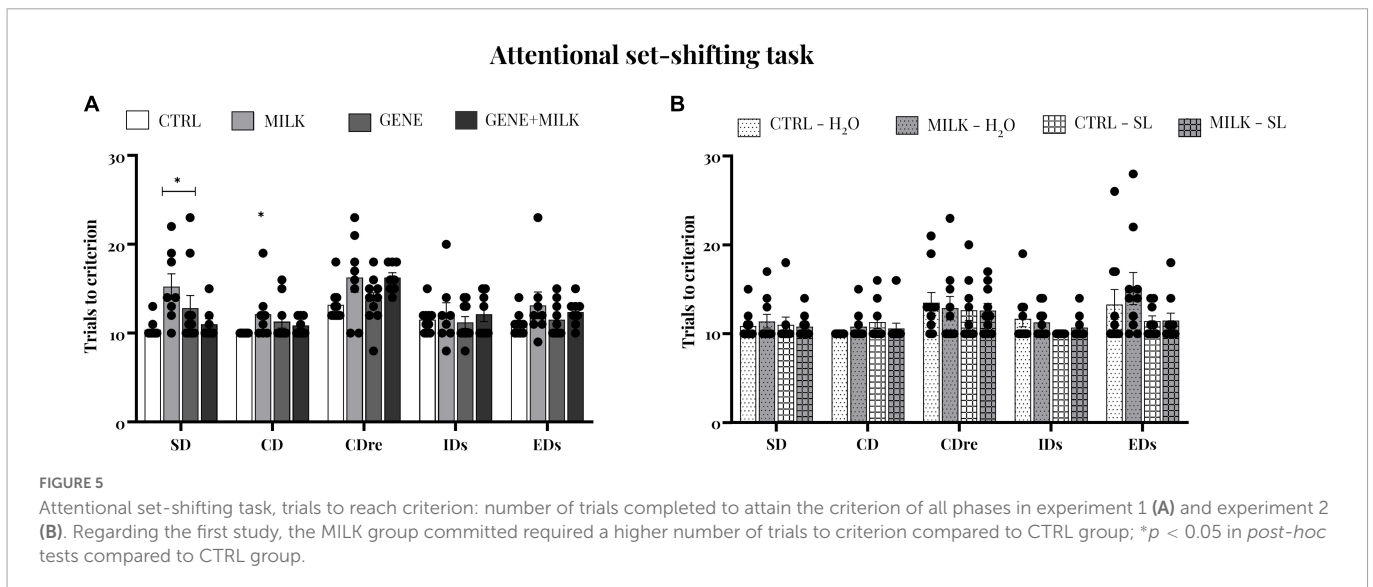 Attentional set-shifting task
A
CTRL MILK GENE GENE+MILK
Trials to criterion
30
20
10
0
*
*
SD CD CDre IDs EDs
B
CTRL – H₂O MILK – H₂O CTRL – SL MILK – SL
Trials to criterion
30
20
10
0
SD CD CDre IDs EDs
FIGURE 5
Attentional set-shifting task, trials to reach criterion: number of trials completed to attain the criterion of all phases in experiment 1 (A) and experiment 2
(B). Regarding the first study, the MILK group committed required a higher number of trials to criterion compared to CTRL group; *p < 0.05 in post-hoc
tests compared to CTRL group.